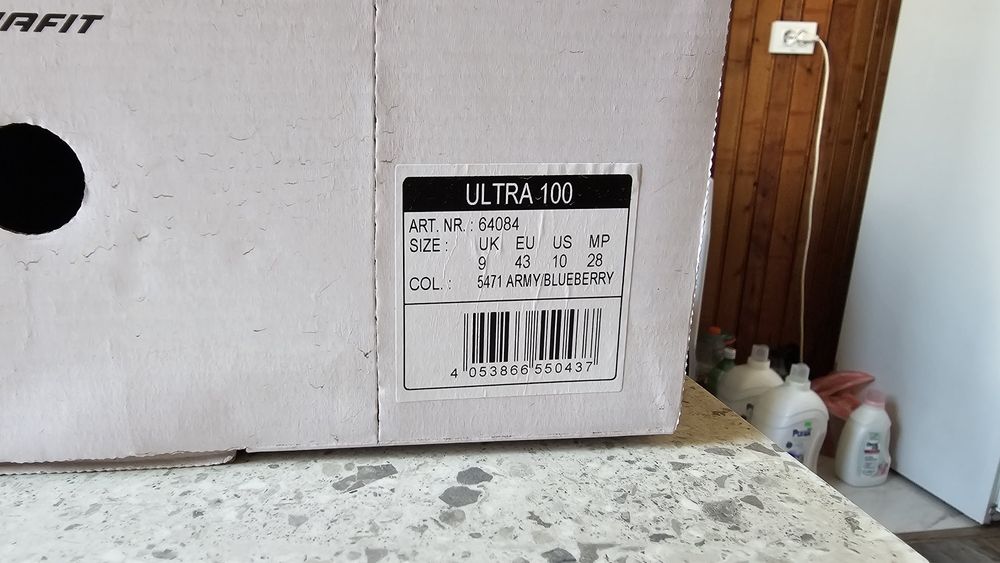 AFIT
ULTRA 100
ART. NR. : 64084
SIZE : UK EU US MP
9 43 10 28
COL. : 5471 ARMY/BLUEBERRY
4 053866 550437